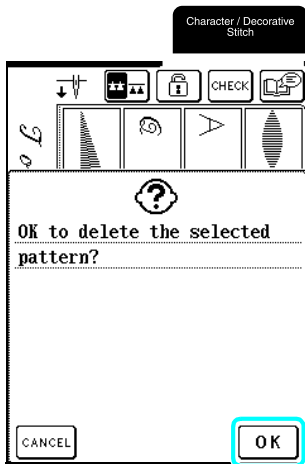 Character / Decorative
Stitch
CHECK
A
OK to delete the selected
pattern?
CANCEL
OK